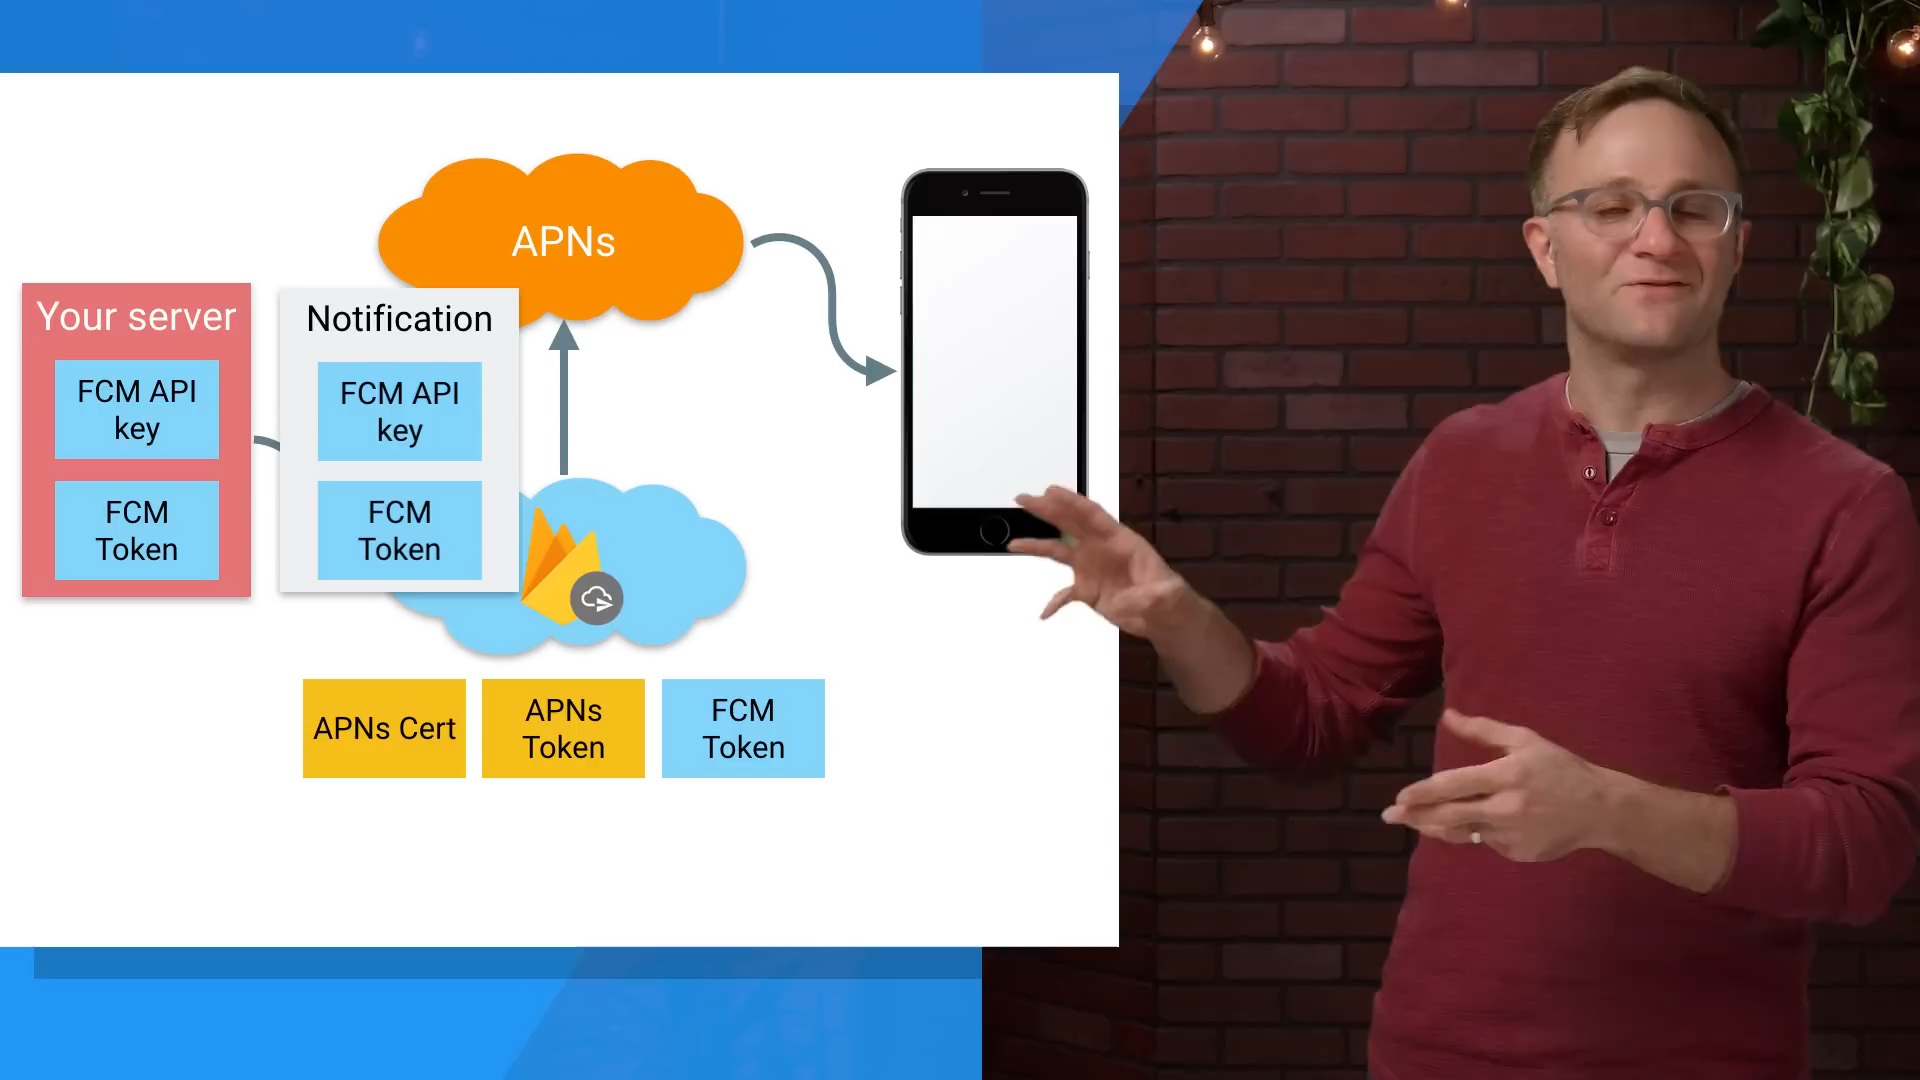 APNs
Your server
FCM API
key
FCM
Token
Notification
FCM API
key
FCM
Token
APNs Cert
APNs
Token
FCM
Token